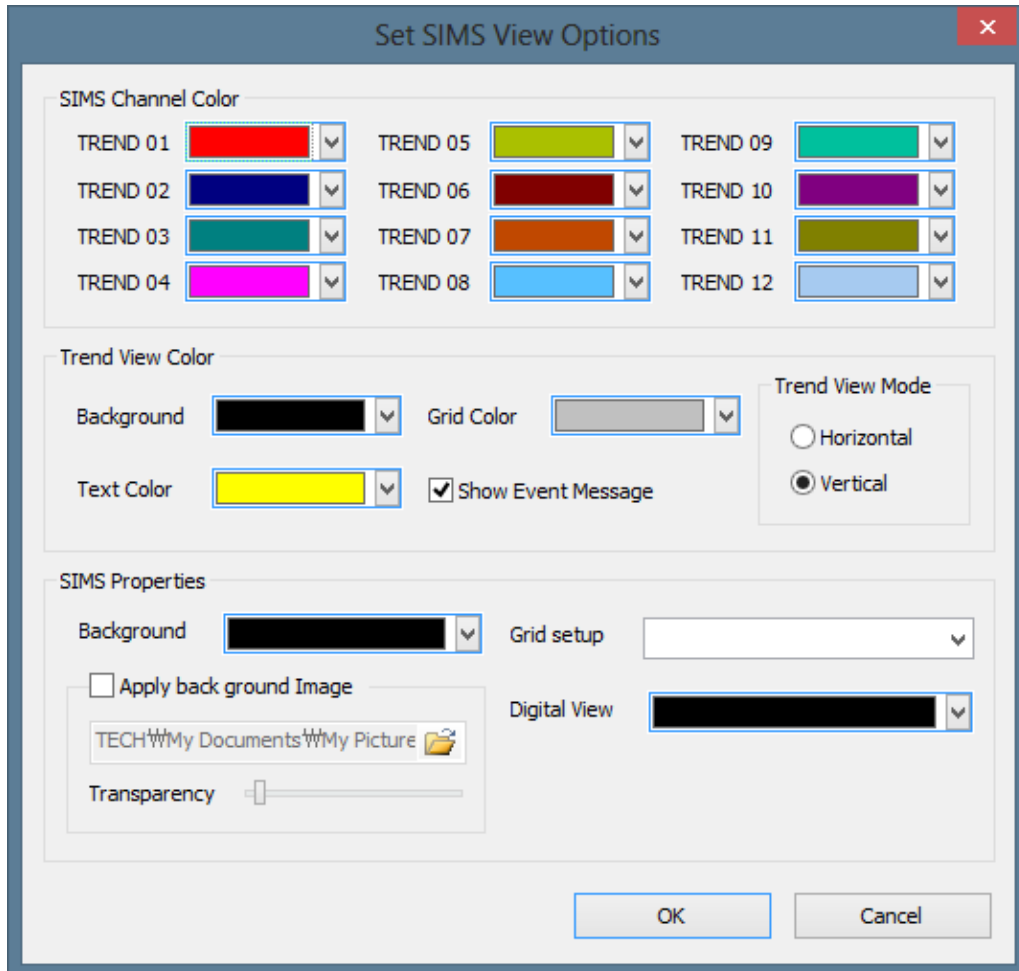 Set SIMS View Options
SIMS Channel Color
TREND 01 TREND 05 TREND 09
TREND 02 TREND 06 TREND 10
TREND 03 TREND 07 TREND 11
TREND 04 TREND 08 TREND 12
Trend View Color
Trend View Mode
Background Grid Color
Horizontal
Text Color Show Event Message
Vertical
SIMS Properties
Background Grid setup
Apply back ground Image
Digital View
TECH₩My Documents₩My Picture
Transparency
OK Cancel